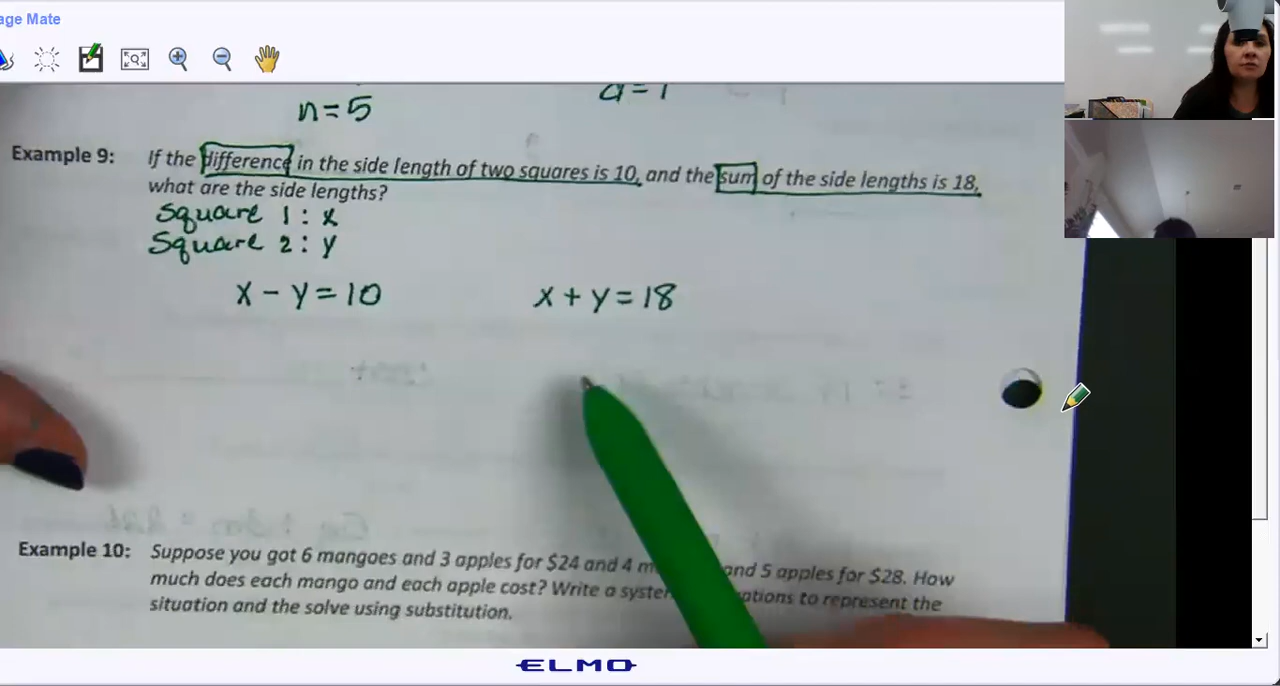 age Mate
n=5
Example 9: If the difference in the side length of two squares is 10, and the sum of the side lengths is 18,
what are the side lengths?
Square 1: x
Square 2: y
x - y = 10
x + y = 18
Example 10: Suppose you got 6 mangoes and 3 apples for $24 and 4 m and 5 apples for $28. How
much does each mango and each apple cost? Write a system ations to represent the
situation and the solve using substitution.
ELMO